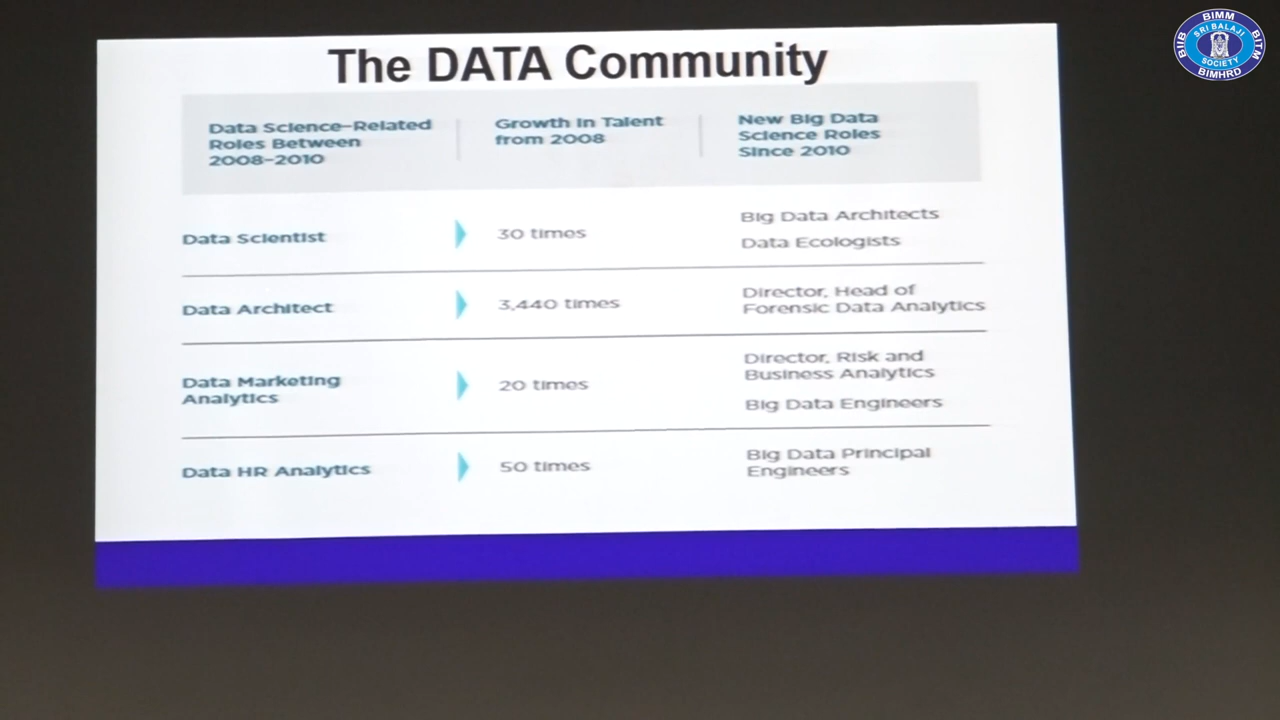 The DATA Community
Data Science-Related
Roles Between
2008-2010
Growth In Talent
from 2008
New Big Data
Science Roles
Since 2010
Data Scientist
30 times
Big Data Architects
Data Ecologists
Data Architect
3,440 times
Director, Head of
Forensic Data Analytics
Data Marketing
Analytics
20 times
Director, Risk and
Business Analytics
Big Data Engineers
Data HR Analytics
50 times
Big Data Principal
Engineers
BIMM
BIIB
SRI BALAJI
SOCIETY
BITM
BIMHRD